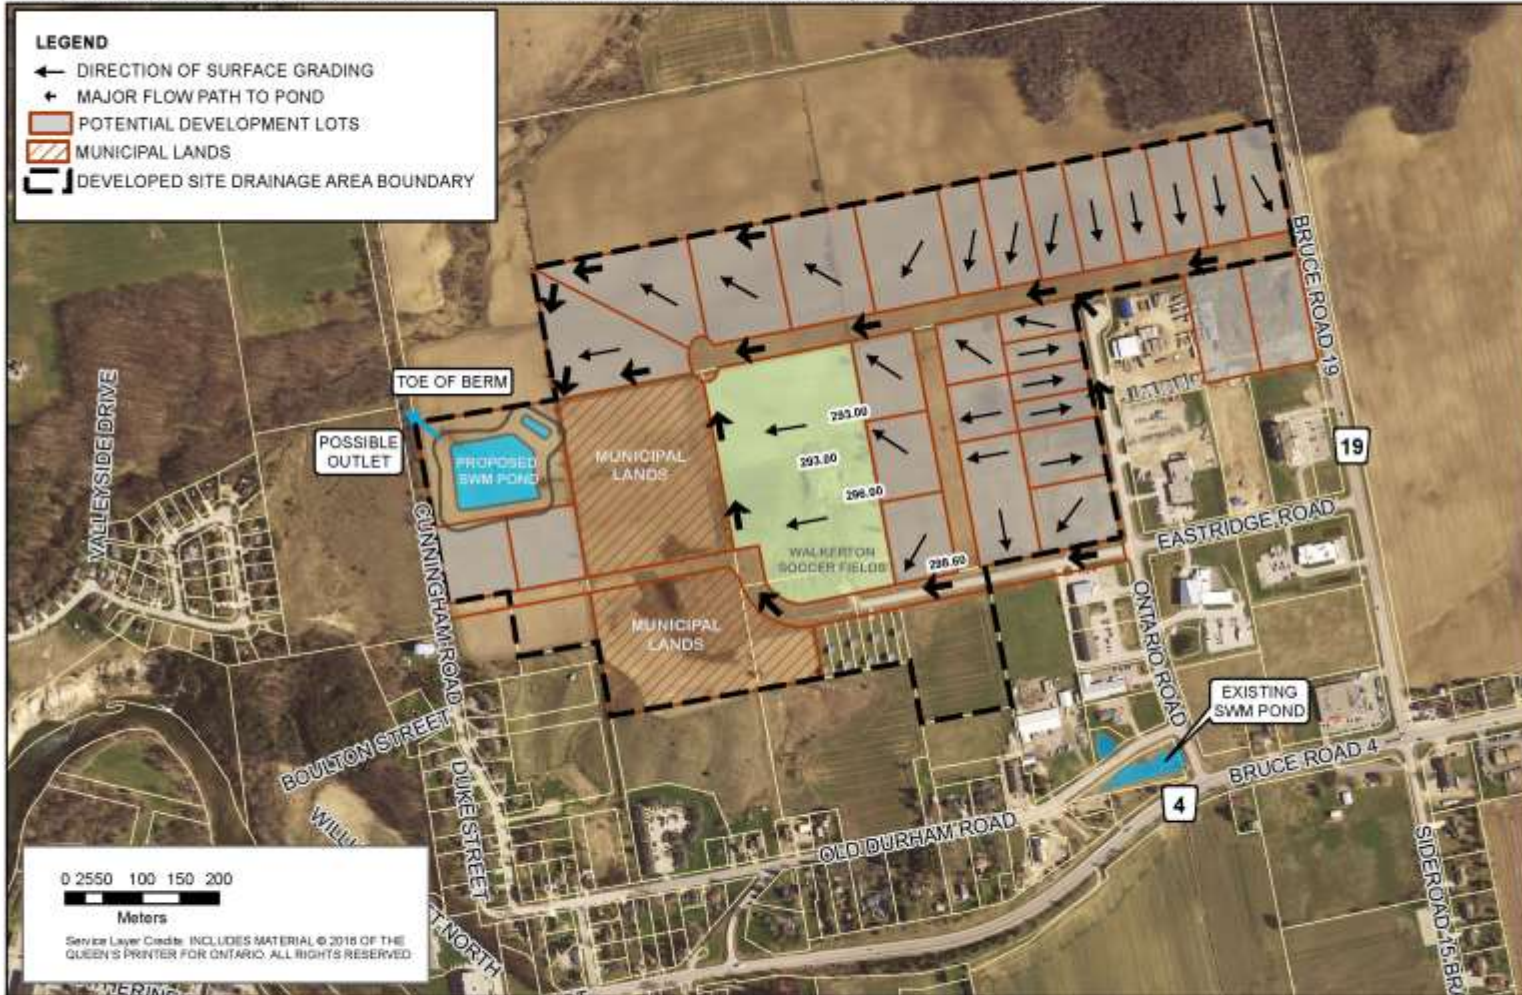 LEGEND
DIRECTION OF SURFACE GRADING
MAJOR FLOW PATH TO POND
POTENTIAL DEVELOPMENT LOTS
MUNICIPAL LANDS
DEVELOPED SITE DRAINAGE AREA BOUNDARY
BRUCE ROAD 19
TOE OF BERM
POSSIBLE
OUTLET
PROPOSED
SWM POND
MUNICIPAL
LANDS
293.00
293.00
296.00
298.60
WALKERTON
SOCCER FIELDS
19
VALLEYSIDE DRIVE
CUNNINGHAM ROAD
EASTRIDGE ROAD
ONTARIO ROAD
MUNICIPAL
LANDS
EXISTING
SWM POND
BOULTON STREET
DUKE STREET
BRUCE ROAD 4
4
OLD DURHAM ROAD
SIDEROAD 15
NORTH
0 25 50 100 150 200
Meters
Service Layer Credits: INCLUDES MATERIAL © 2018 OF THE
QUEEN'S PRINTER FOR ONTARIO. ALL RIGHTS RESERVED